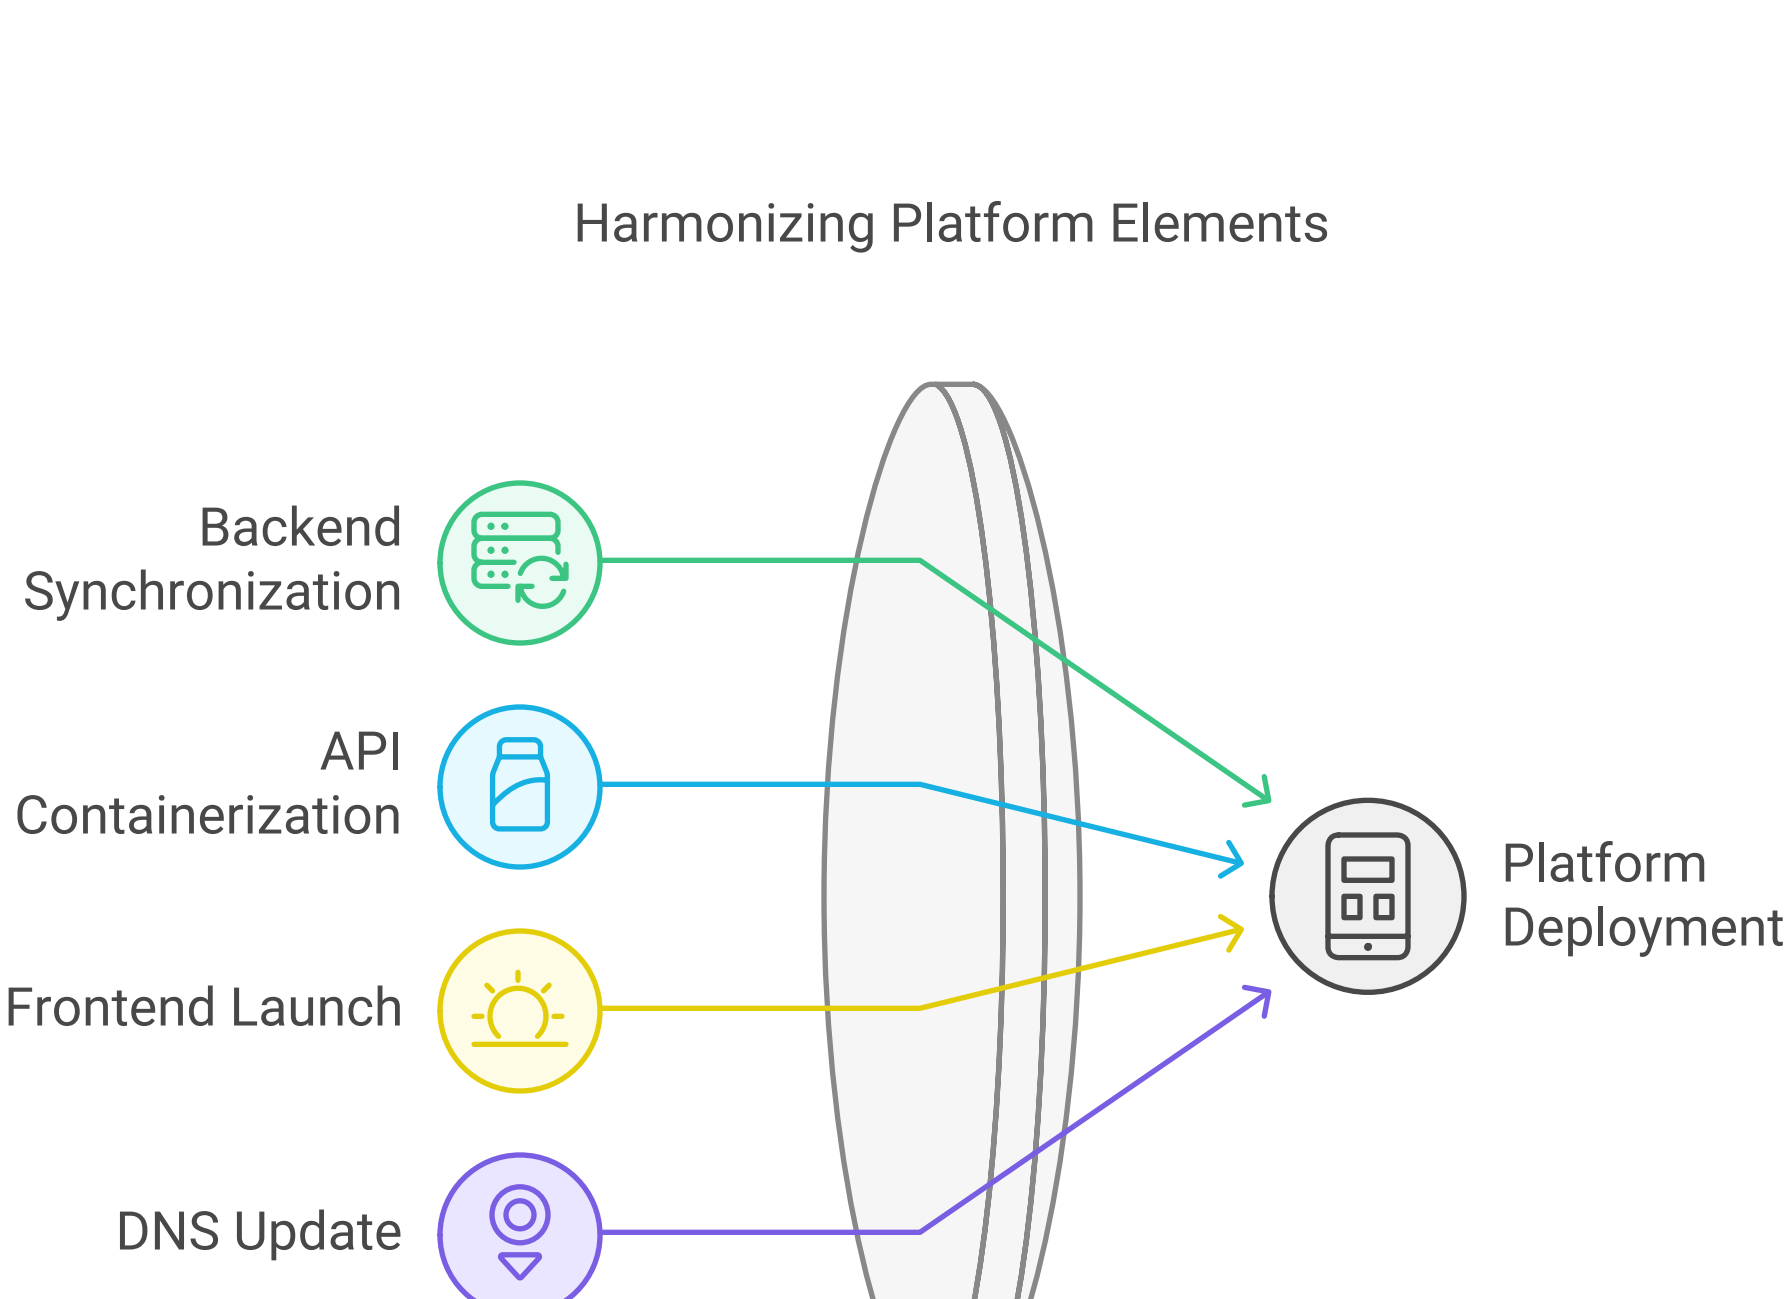 Harmonizing Platform Elements
Backend
Synchronization
API
Containerization
Frontend Launch
DNS Update
Platform
Deployment